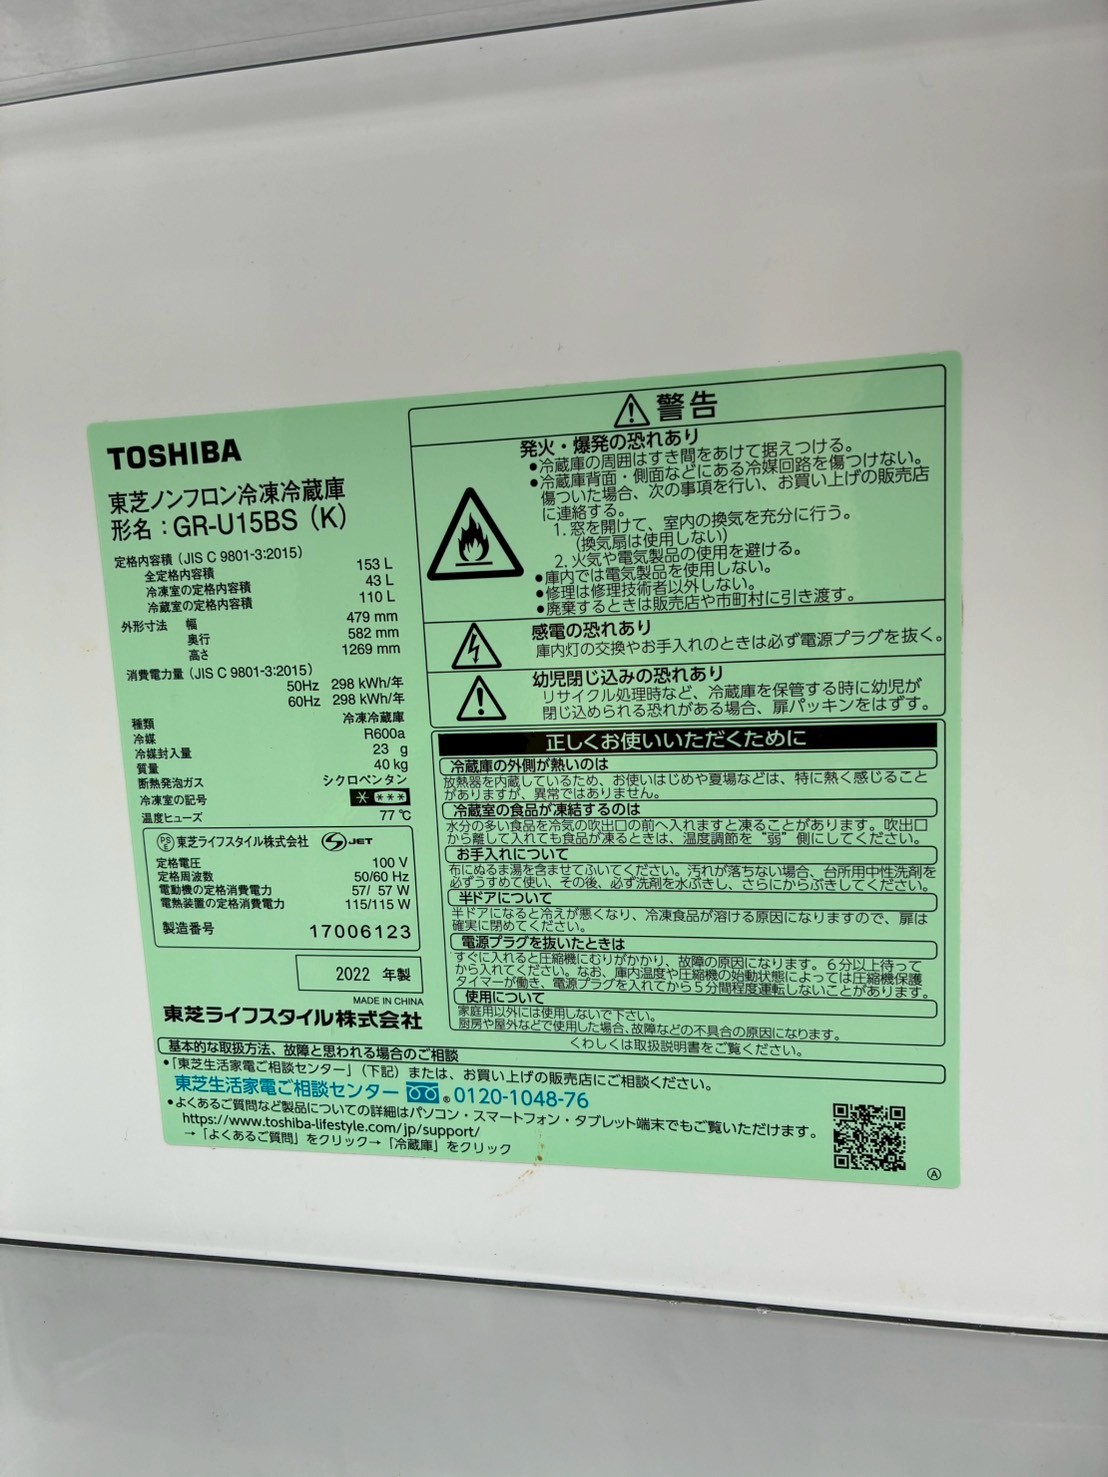 TOSHIBA
東芝ノンフロン冷凍冷蔵庫
形名：GR-U15BS (K)
定格内容積 (JIS C 9801-3:2015)
全定格内容積 153 L
冷凍室の定格内容積 43 L
冷蔵室の定格内容積 110 L
外形寸法 幅 479 mm
奥行 582 mm
高さ 1269 mm
消費電力量 (JIS C 9801-3:2015)
50Hz 298 kWh/年
60Hz 298 kWh/年
種類 冷凍冷蔵庫
冷媒 R600a
冷媒封入量 23 g
質量 40 kg
断熱発泡ガス シクロペンタン
冷凍室の記号
温度ヒューズ 77℃
PSE 東芝ライフスタイル株式会社 JET
定格電圧 100 V
定格周波数 50/60 Hz
電動機の定格消費電力 57/ 57 W
電熱装置の定格消費電力 115/115 W
製造番号 17006123
2022 年製
MADE IN CHINA
東芝ライフスタイル株式会社
警告
発火・爆発の恐れあり
●冷蔵庫の周囲はすき間をあけて据えつける。
●冷蔵庫背面・側面などにある冷媒回路を傷つけない。
傷ついた場合、次の事項を行い、お買い上げの販売店
に連絡する。
1. 窓を開けて、室内の換気を充分に行う。
(換気扇は使用しない)
2. 火気や電気製品の使用を避ける。
●庫内では電気製品を使用しない。
●修理は修理技術者以外しない。
●廃棄するときは販売店や市町村に引き渡す。
感電の恐れあり
庫内灯の交換やお手入れのときは必ず電源プラグを抜く。
幼児閉じ込みの恐れあり
リサイクル処理時など、冷蔵庫を保管する時に幼児が
閉じ込められる恐れがある場合、扉パッキンをはずす。
正しくお使いいただくために
冷蔵庫の外側が熱いのは
放熱器を内蔵しているため、お使いはじめや夏場などは、特に熱く感じること
がありますが、異常ではありません。
冷蔵室の食品が凍結するのは
水分の多い食品を冷気の吹出口の前へ入れますと凍ることがあります。吹出口
から離して入れても食品が凍るときは、温度調節を“弱”側にしてください。
お手入れについて
布にぬるま湯を含ませてふいてください。汚れが落ちない場合、台所用中性洗剤を
必ずうすめて使い、その後、必ず洗剤を水ぶきし、さらにからぶきしてください。
半ドアについて
半ドアになると冷えが悪くなり、冷凍食品が溶ける原因になりますので、扉は
確実に閉めてください。
電源プラグを抜いたときは
すぐに入れると圧縮機にむりがかかり、故障の原因になります。6分以上待って
から入れてください。なお、庫内温度や圧縮機の始動状態によっては圧縮機保護
タイマーが働き、電源プラグを入れてから5分間程度運転しないことがあります。
使用について
家庭用以外には使用しないで下さい。
厨房や屋外などで使用した場合、故障などの不具合の原因になります。
くわしくは取扱説明書をご覧ください。
基本的な取扱方法、故障と思われる場合のご相談
●「東芝生活家電ご相談センター」（下記）または、お買い上げの販売店にご相談ください。
東芝生活家電ご相談センター 0120-1048-76
●よくあるご質問など製品についての詳細はパソコン・スマートフォン・タブレット端末でもご覧いただけます。
https://www.toshiba-lifestyle.com/jp/support/
→「よくあるご質問」をクリック→「冷蔵庫」をクリック
Ⓐ